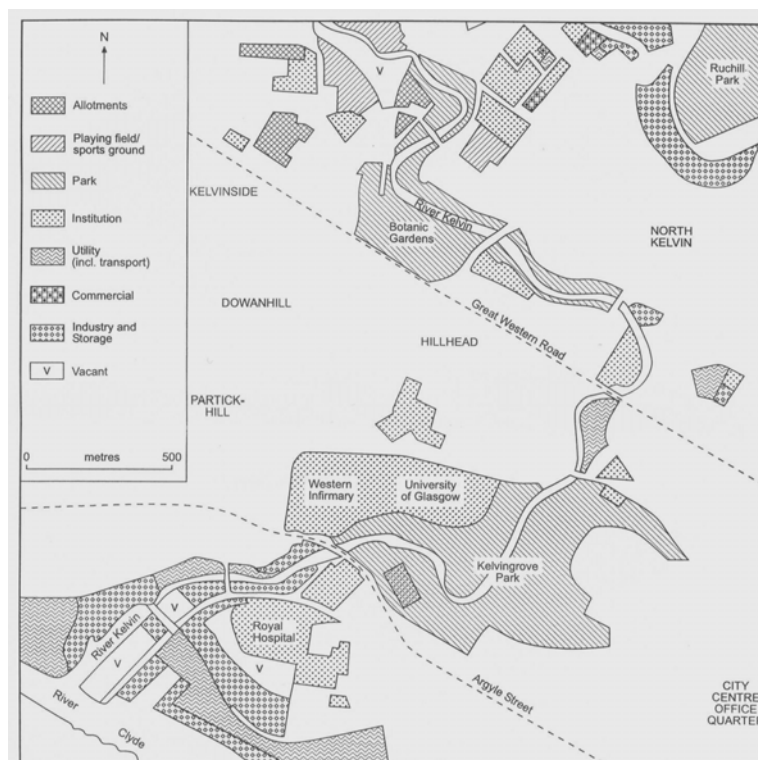 N
Allotments
Playing field/
sports ground
Park
Institution
Utility
(incl. transport)
Commercial
Industry and
Storage
V
Vacant
0
metres
500
V
Ruchill
Park
KELVINSIDE
River Kelvin
Botanic
Gardens
NORTH
KELVIN
DOWANHILL
HILLHEAD
Great Western Road
PARTICK-
HILL
Western
Infirmary
University
of Glasgow
Kelvingrove
Park
V
River Kelvin
V
Royal
Hospital
V
Argyle Street
River
Clyde
CITY
CENTRE
OFFICE
QUARTE